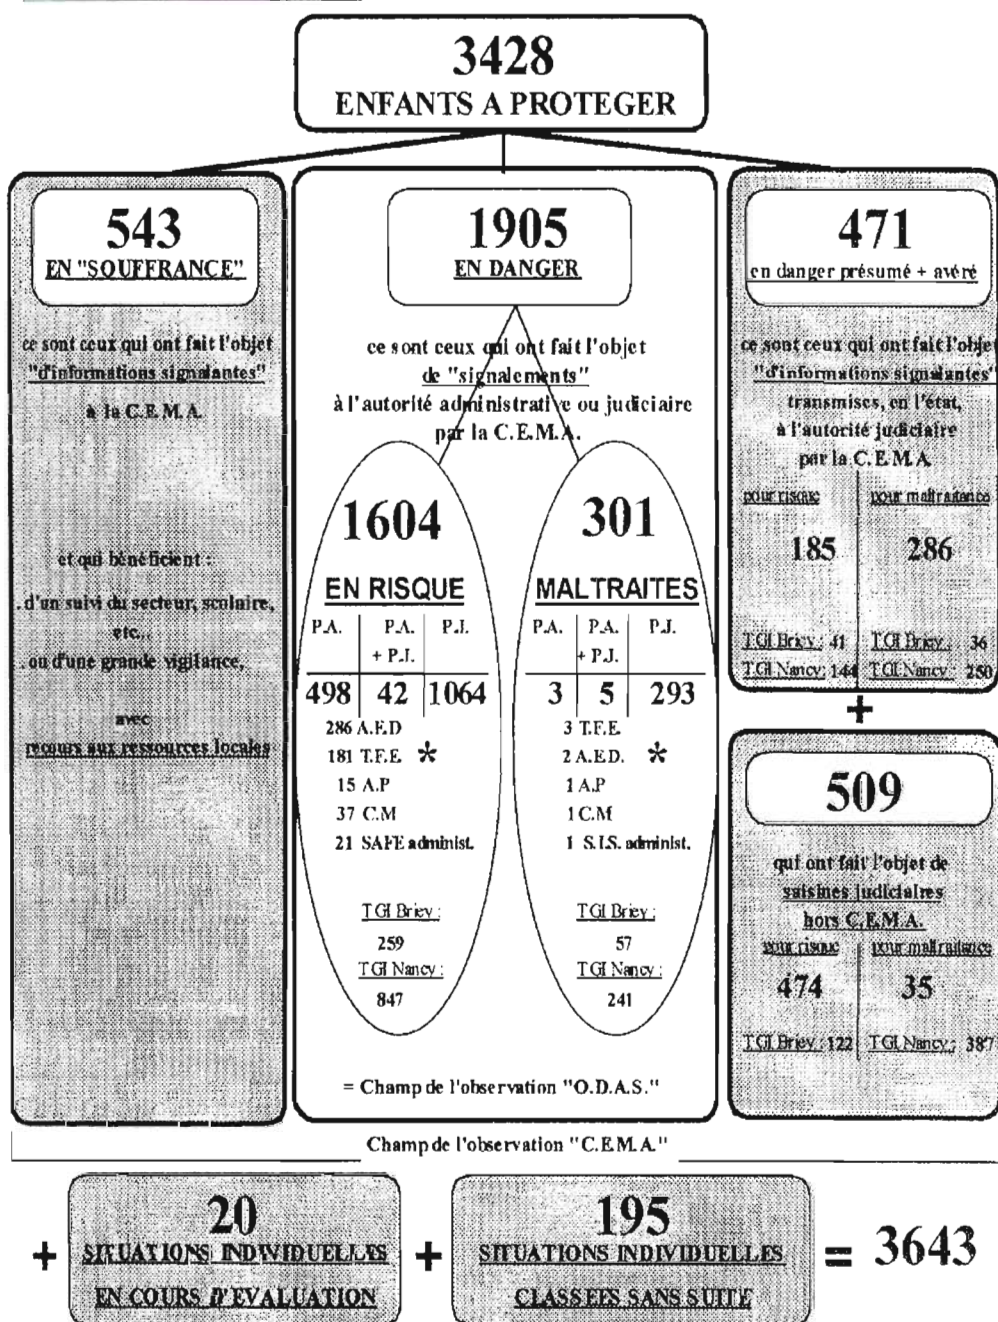 3428
ENFANTS A PROTEGER
543
EN "SOUFFRANCE"
ce sont ceux qui ont fait l'objet
"d'informations signalantes"
à la C.E.M.A.
et qui bénéficient :
. d'un suivi du secteur, scolaire,
etc...
. ou d'une grande vigilance,
avec
recours aux ressources locales
1905
EN DANGER
ce sont ceux qui ont fait l'objet
de "signalements"
à l'autorité administrative ou judiciaire
par la C.E.M.A.
1604
EN RISQUE
P.A. P.A. P.J.
+ P.J.
498 42 1064
286 A.E.D
181 T.F.E. *
15 A.P
37 C.M
21 SAFE administ.
TGI Briey :
259
TGI Nancy :
847
301
MALTRAITES
P.A. P.A. P.J.
+ P.J.
3 5 293
3 T.F.E.
2 A.E.D. *
1 A.P
1 C.M
1 S.I.S. administ.
TGI Briey :
57
TGI Nancy :
241
= Champ de l'observation "O.D.A.S."
471
en danger présumé + avéré
ce sont ceux qui ont fait l'objet
"d'informations signalantes"
transmises, en l'état,
à l'autorité judiciaire
par la C.E.M.A
pour risque pour maltraitance
185 286
TGI Briey : 41 TGI Briey : 36
TGI Nancy: 144 TGI Nancy : 250
+
509
qui ont fait l'objet de
saisines judiciaires
hors C.E.M.A.
pour risque pour maltraitance
474 35
TGI Briey : 122 TGI Nancy : 387
Champ de l'observation "C.E.M.A."
+ 20
SITUATIONS INDIVIDUELLES
EN COURS D'EVALUATION
+ 195
SITUATIONS INDIVIDUELLES
CLASSEES SANS SUITE
= 3643